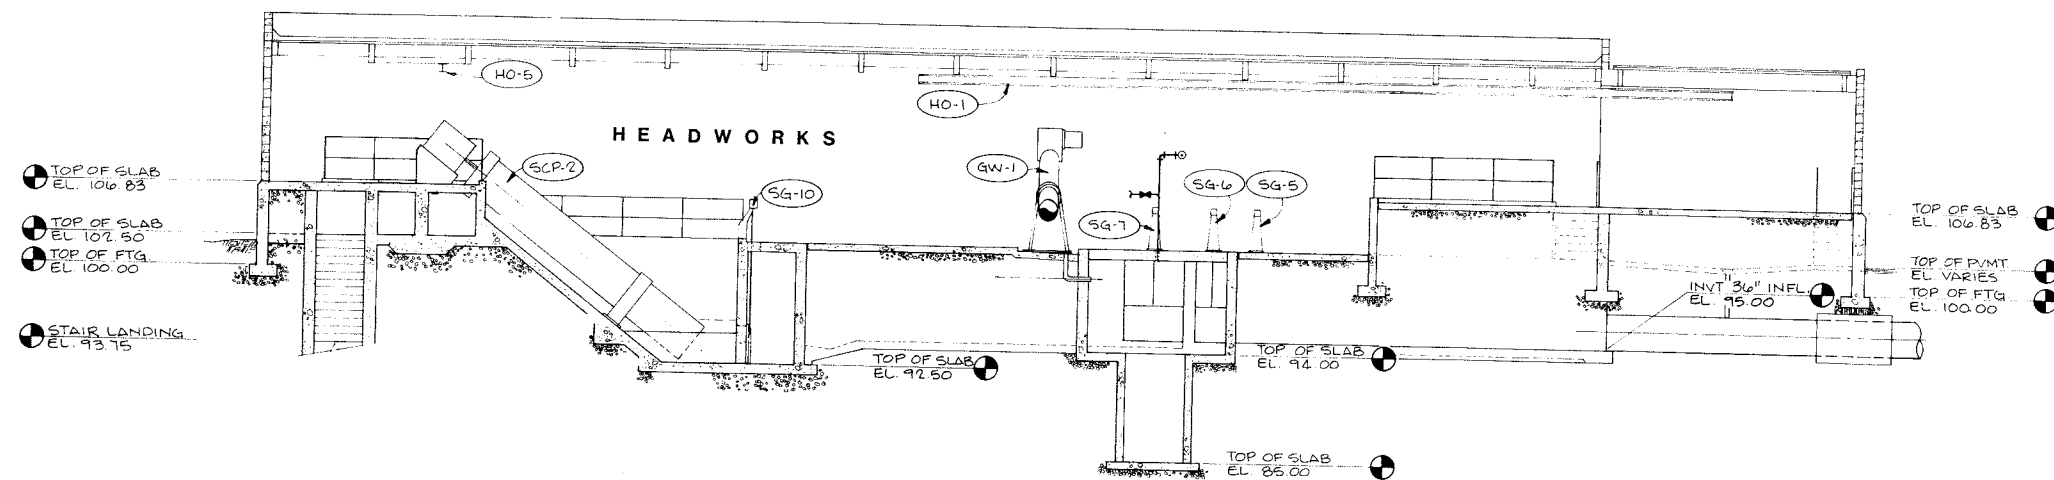 HO-5
HO-1
HEADWORKS
SCP-2
GW-1
SG-10
SG-6
SG-5
SG-7
TOP OF SLAB
EL. 106.83
TOP OF SLAB
EL 102.50
TOP OF FTG.
EL. 100.00
STAIR LANDING
EL. 93.75
TOP OF SLAB
EL. 106.83
TOP OF PVMT
EL. VARIES
TOP OF FTG
EL. 100.00
INVT 36" INFL.
EL. 95.00
TOP OF SLAB
EL. 92.50
TOP OF SLAB
EL. 94.00
TOP OF SLAB
EL. 85.00